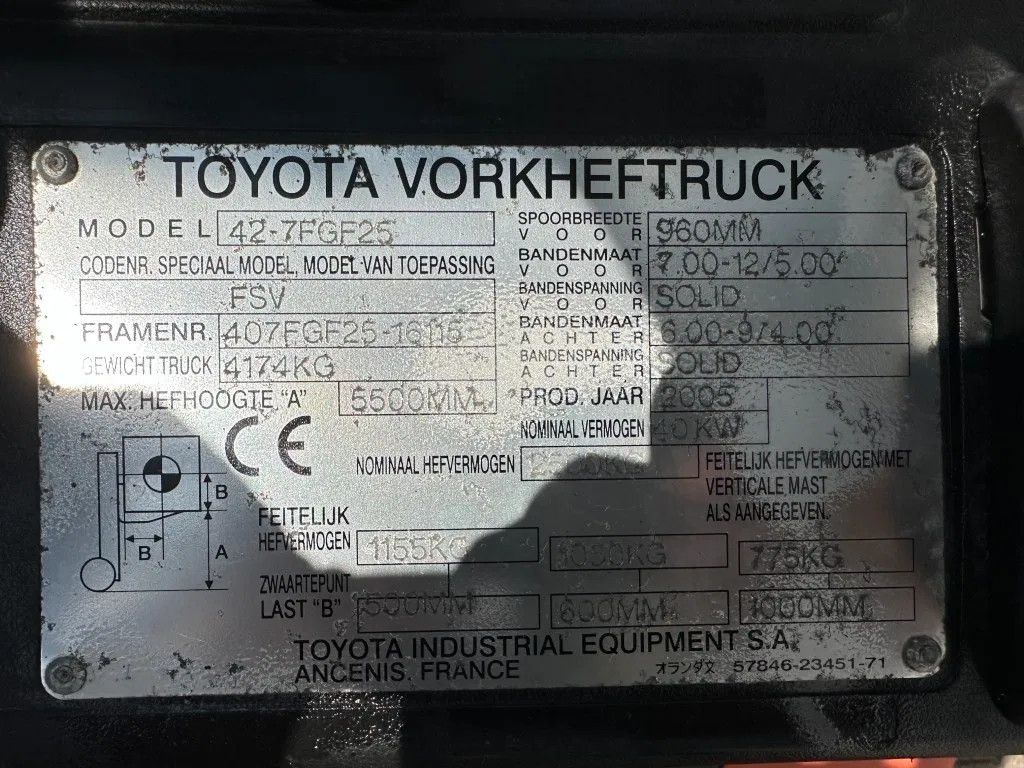 TOYOTA VORKHEFTRUCK
MODEL 42-7FGF25
CODENR. SPECIAAL MODEL, MODEL VAN TOEPASSING
FSV
FRAMENR. 407FGF25-16115
GEWICHT TRUCK 4174KG
MAX. HEFHOOGTE "A" 5500MM
SPOORBREEDTE VOOR 960MM
BANDENMAAT VOOR 7.00-12/5.00
BANDENSPANNING VOOR SOLID
BANDENMAAT ACHTER 6.00-9/4.00
BANDENSPANNING ACHTER SOLID
PROD. JAAR 2005
NOMINAAL VERMOGEN 40KW
CE
NOMINAAL HEFVERMOGEN 2500KG
FEITELIJK HEFVERMOGEN MET
VERTICALE MAST
ALS AANGEGEVEN.
B
B
A
FEITELIJK
HEFVERMOGEN 1155KG 1050KG 775KG
ZWAARTEPUNT
LAST "B" 500MM 600MM 1000MM
TOYOTA INDUSTRIAL EQUIPMENT S.A.
ANCENIS. FRANCE
オランダ文 57846-23451-71